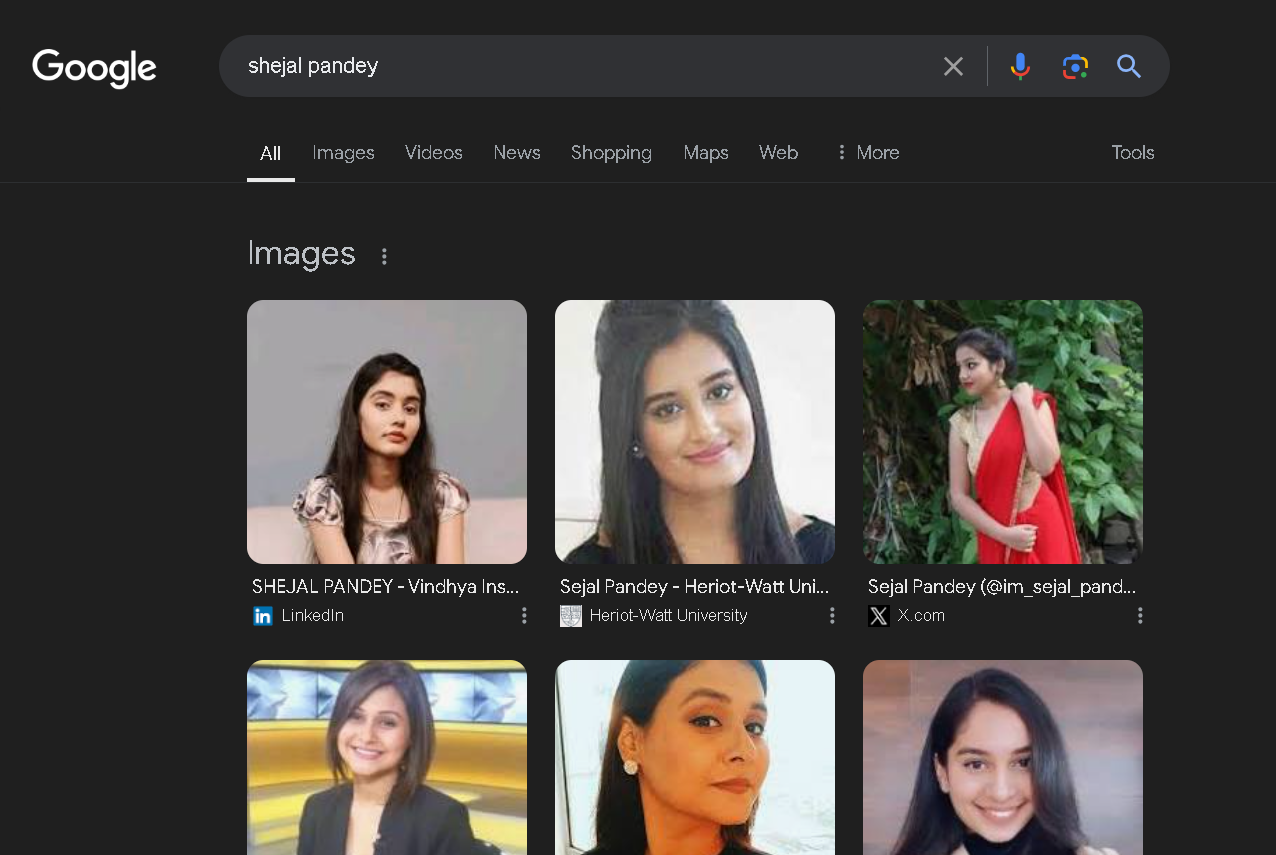 Google
shejal pandey
All Images Videos News Shopping Maps Web More Tools
Images
SHEJAL PANDEY - Vindhya Ins... Sejal Pandey - Heriot-Watt Uni... Sejal Pandey (@im_sejal_pand...
in LinkedIn Heriot-Watt University X X.com